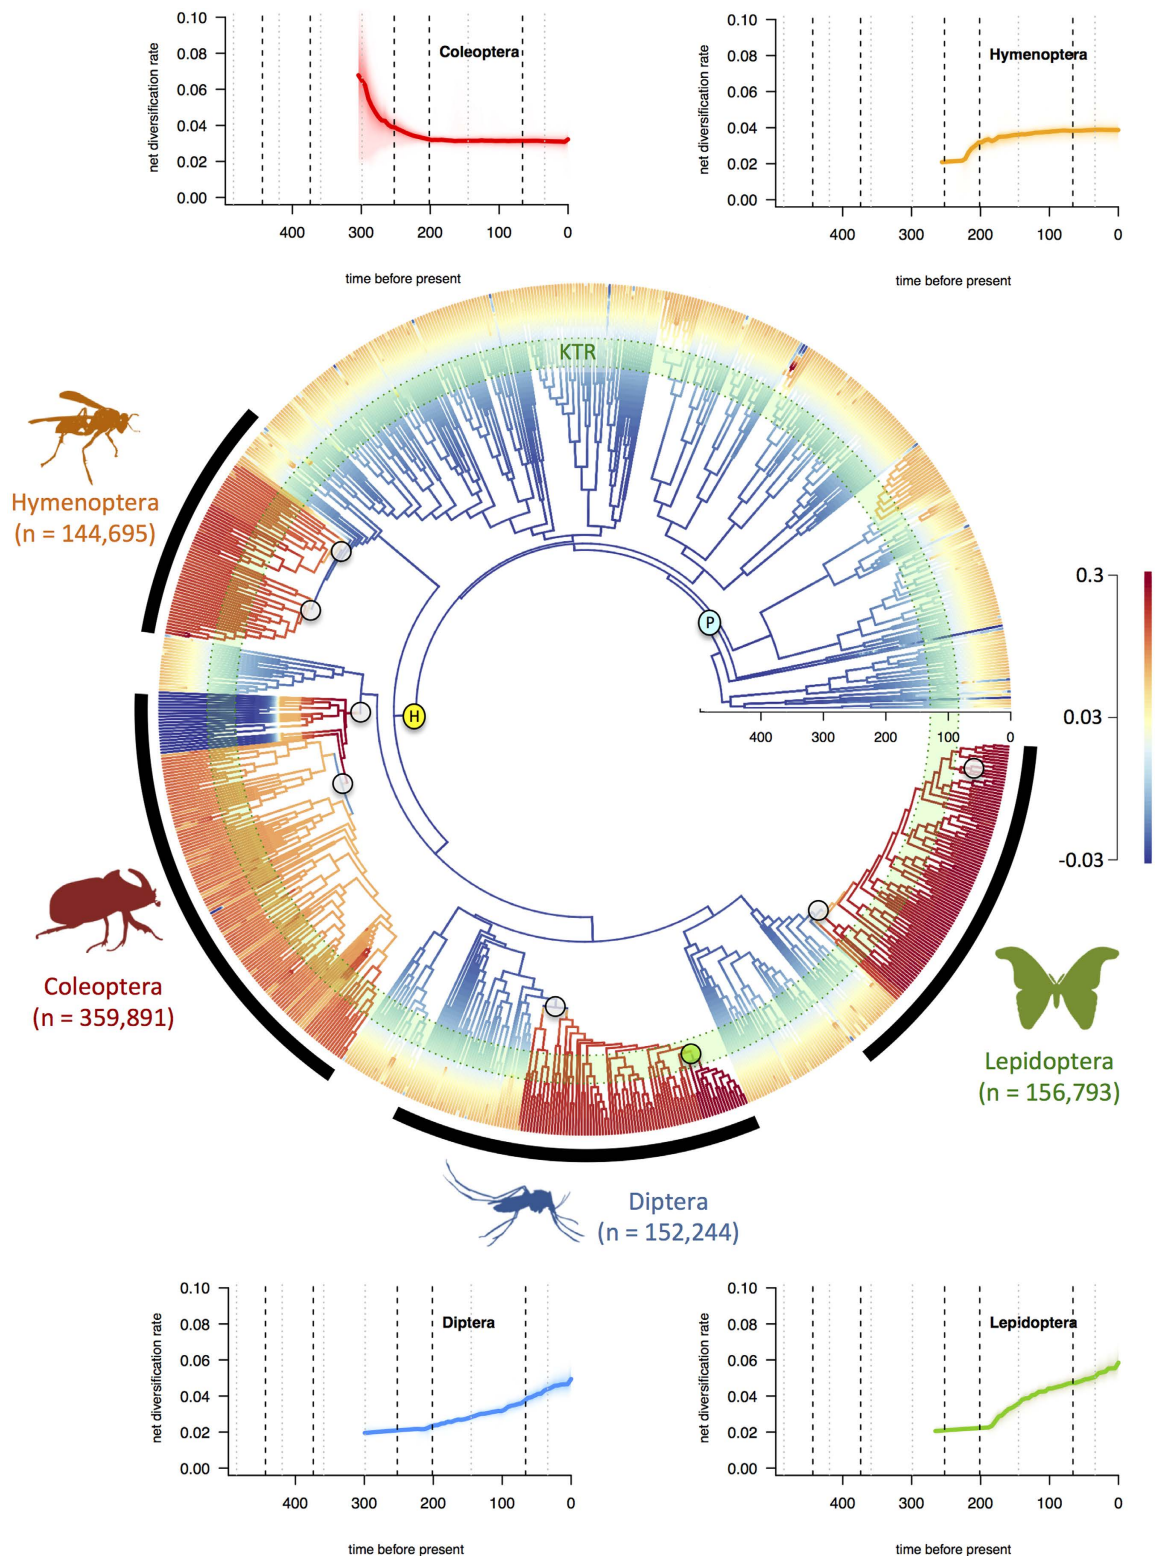 0.10
0.08
0.06
0.04
0.02
0.00
net diversification rate
Coleoptera
400 300 200 100 0
time before present
0.10
0.08
0.06
0.04
0.02
0.00
net diversification rate
Hymenoptera
400 300 200 100 0
time before present
KTR
Hymenoptera
(n = 144,695)
P
H
400 300 200 100 0
0.3
0.03
-0.03
Coleoptera
(n = 359,891)
Lepidoptera
(n = 156,793)
Diptera
(n = 152,244)
0.10
0.08
0.06
0.04
0.02
0.00
net diversification rate
Diptera
400 300 200 100 0
time before present
0.10
0.08
0.06
0.04
0.02
0.00
net diversification rate
Lepidoptera
400 300 200 100 0
time before present